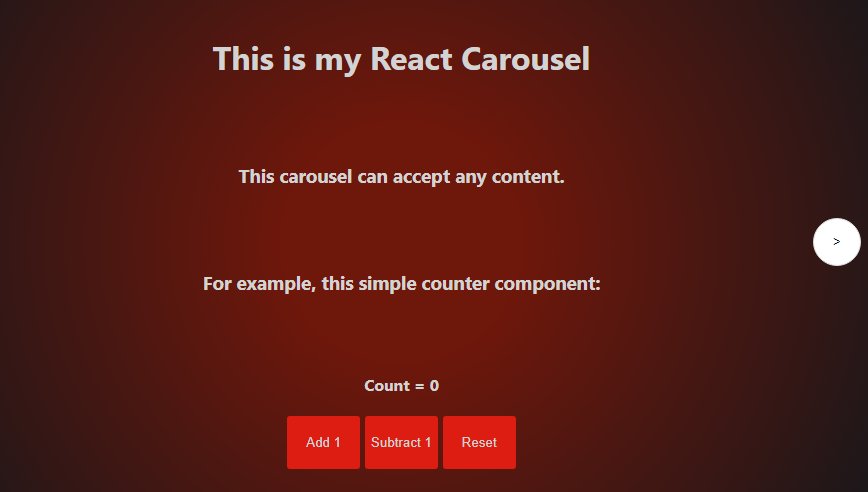 This is my React Carousel
This carousel can accept any content.
>
For example, this simple counter component:
Count = 0
Add 1 Subtract 1 Reset